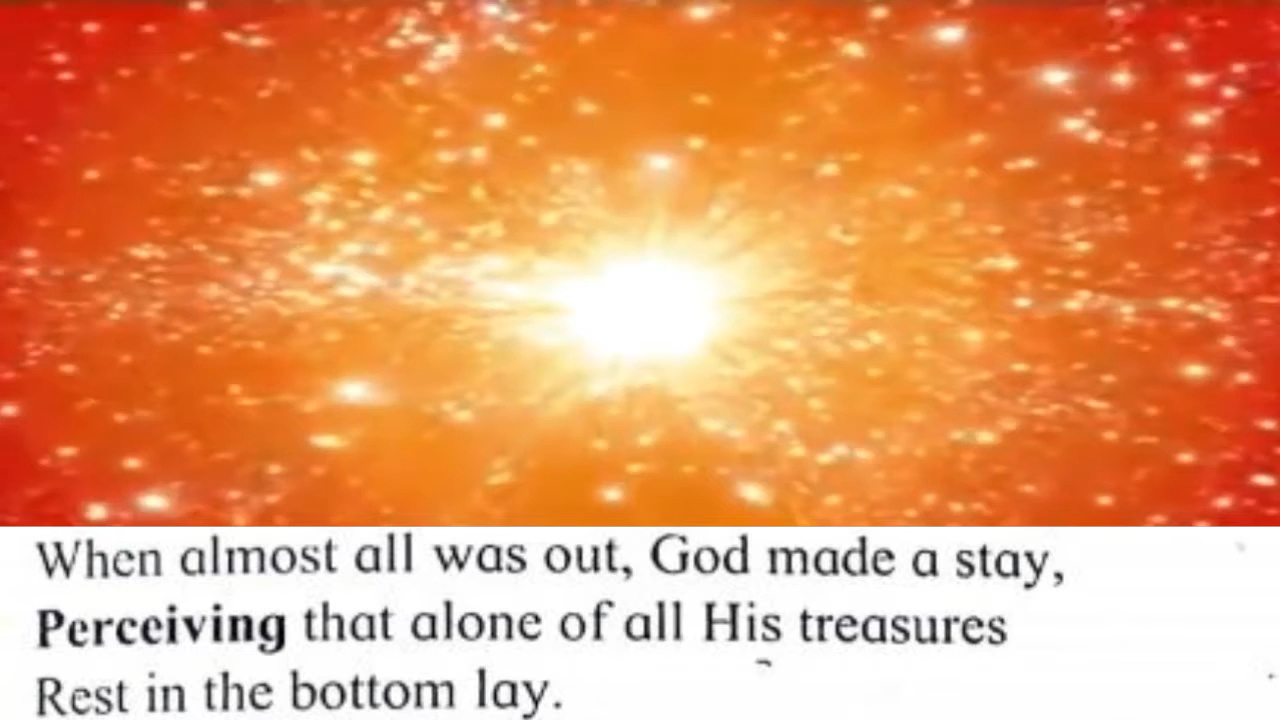 When almost all was out, God made a stay,
Perceiving that alone of all His treasures
Rest in the bottom lay.